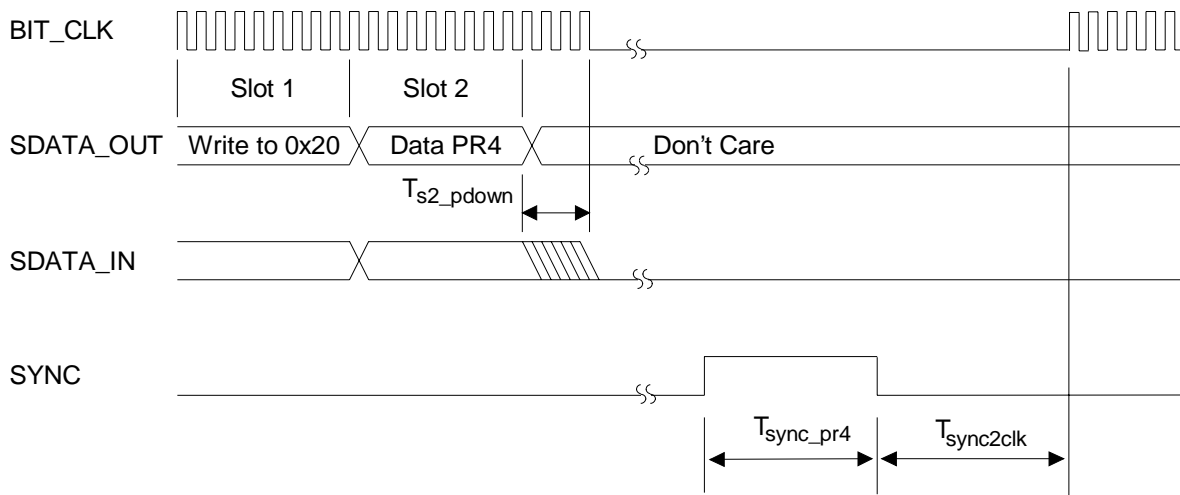 BIT_CLK
Slot 1 Slot 2
SDATA_OUT Write to 0x20 Data PR4 Don't Care
Ts2_pdown
SDATA_IN
SYNC
Tsync_pr4 Tsync2clk